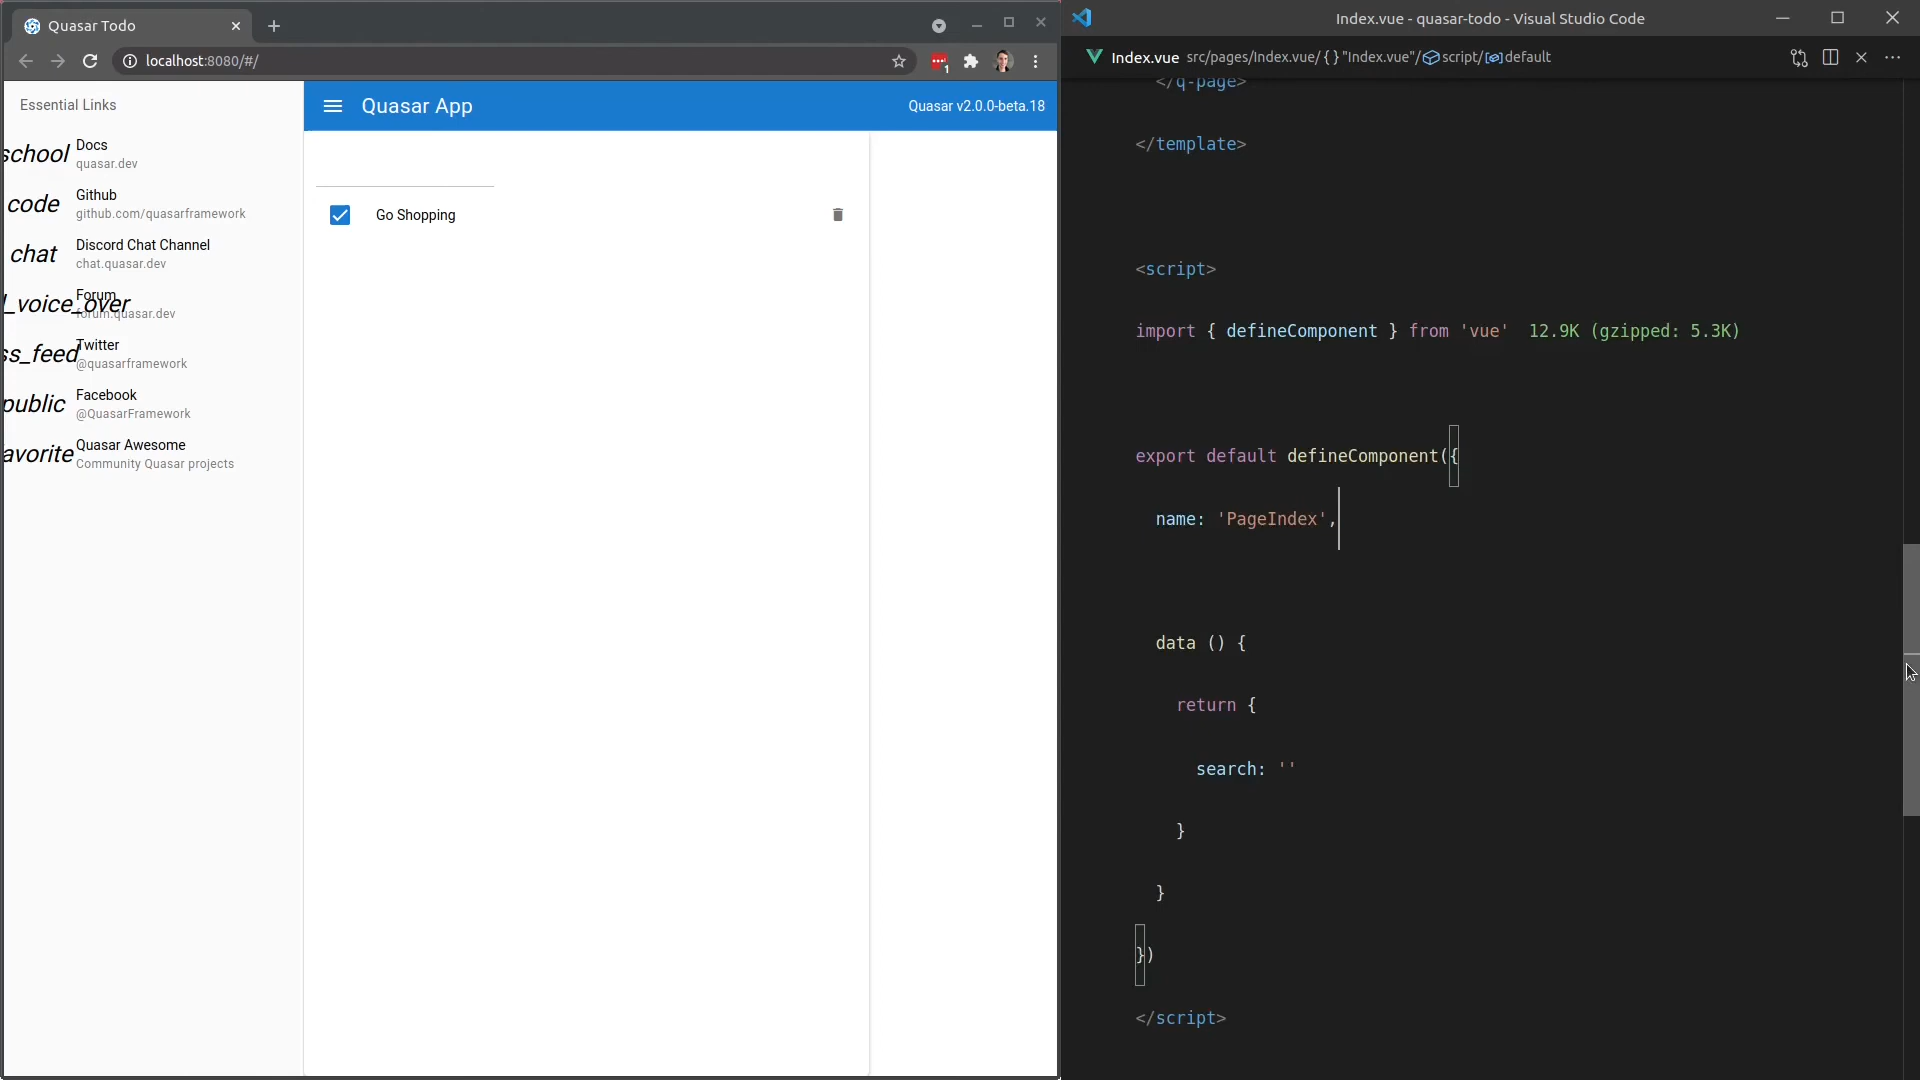 Quasar Todo
localhost:8080/#/
1
Essential Links
school
Docs
quasar.dev
code
Github
github.com/quasarframework
chat
Discord Chat Channel
chat.quasar.dev
_voice_over
Forum
forum.quasar.dev
ss_feed
Twitter
@quasarframework
public
Facebook
@QuasarFramework
avorite
Quasar Awesome
Community Quasar projects
Quasar App
Quasar v2.0.0-beta.18
Go Shopping
Index.vue - quasar-todo - Visual Studio Code
Index.vue src/pages/Index.vue/ {} "Index.vue"/ script/ default
</q-page>
</template>
<script>
import { defineComponent } from 'vue' 12.9K (gzipped: 5.3K)
export default defineComponent({
name: 'PageIndex',
data () {
return {
search: ''
}
}
})
</script>